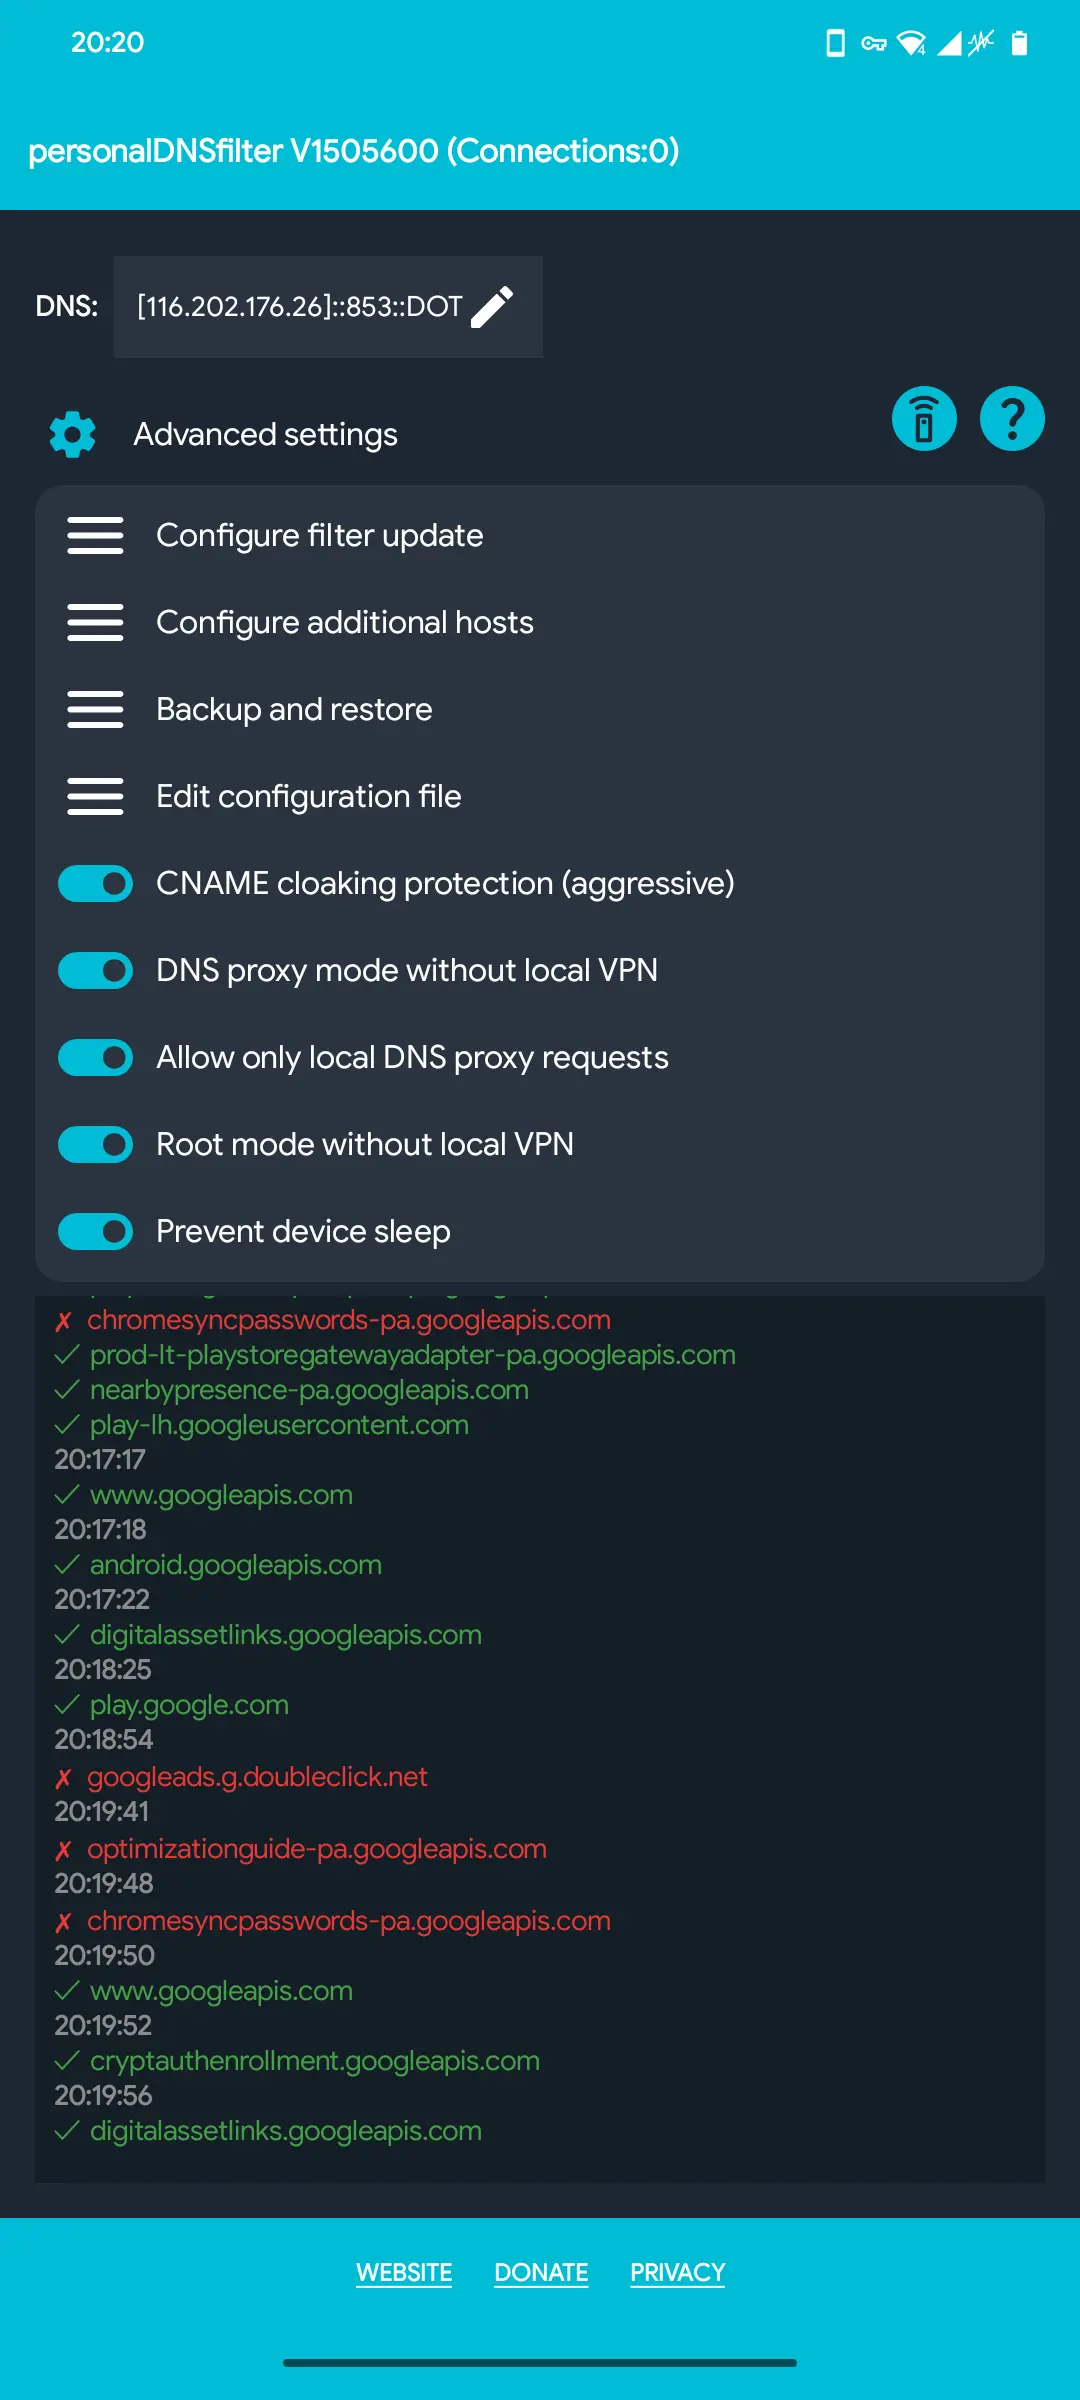 20:20
4
personalDNSfilter V1505600 (Connections:0)
DNS: [116.202.176.26]::853::DOT
Advanced settings
?
Configure filter update
Configure additional hosts
Backup and restore
Edit configuration file
CNAME cloaking protection (aggressive)
DNS proxy mode without local VPN
Allow only local DNS proxy requests
Root mode without local VPN
Prevent device sleep
✗ chromesyncpasswords-pa.googleapis.com
✓ prod-lt-playstoregatewayadapter-pa.googleapis.com
✓ nearbypresence-pa.googleapis.com
✓ play-lh.googleusercontent.com
20:17:17
✓ www.googleapis.com
20:17:18
✓ android.googleapis.com
20:17:22
✓ digitalassetlinks.googleapis.com
20:18:25
✓ play.google.com
20:18:54
✗ googleads.g.doubleclick.net
20:19:41
✗ optimizationguide-pa.googleapis.com
20:19:48
✗ chromesyncpasswords-pa.googleapis.com
20:19:50
✓ www.googleapis.com
20:19:52
✓ cryptauthenrollment.googleapis.com
20:19:56
✓ digitalassetlinks.googleapis.com
WEBSITE DONATE PRIVACY